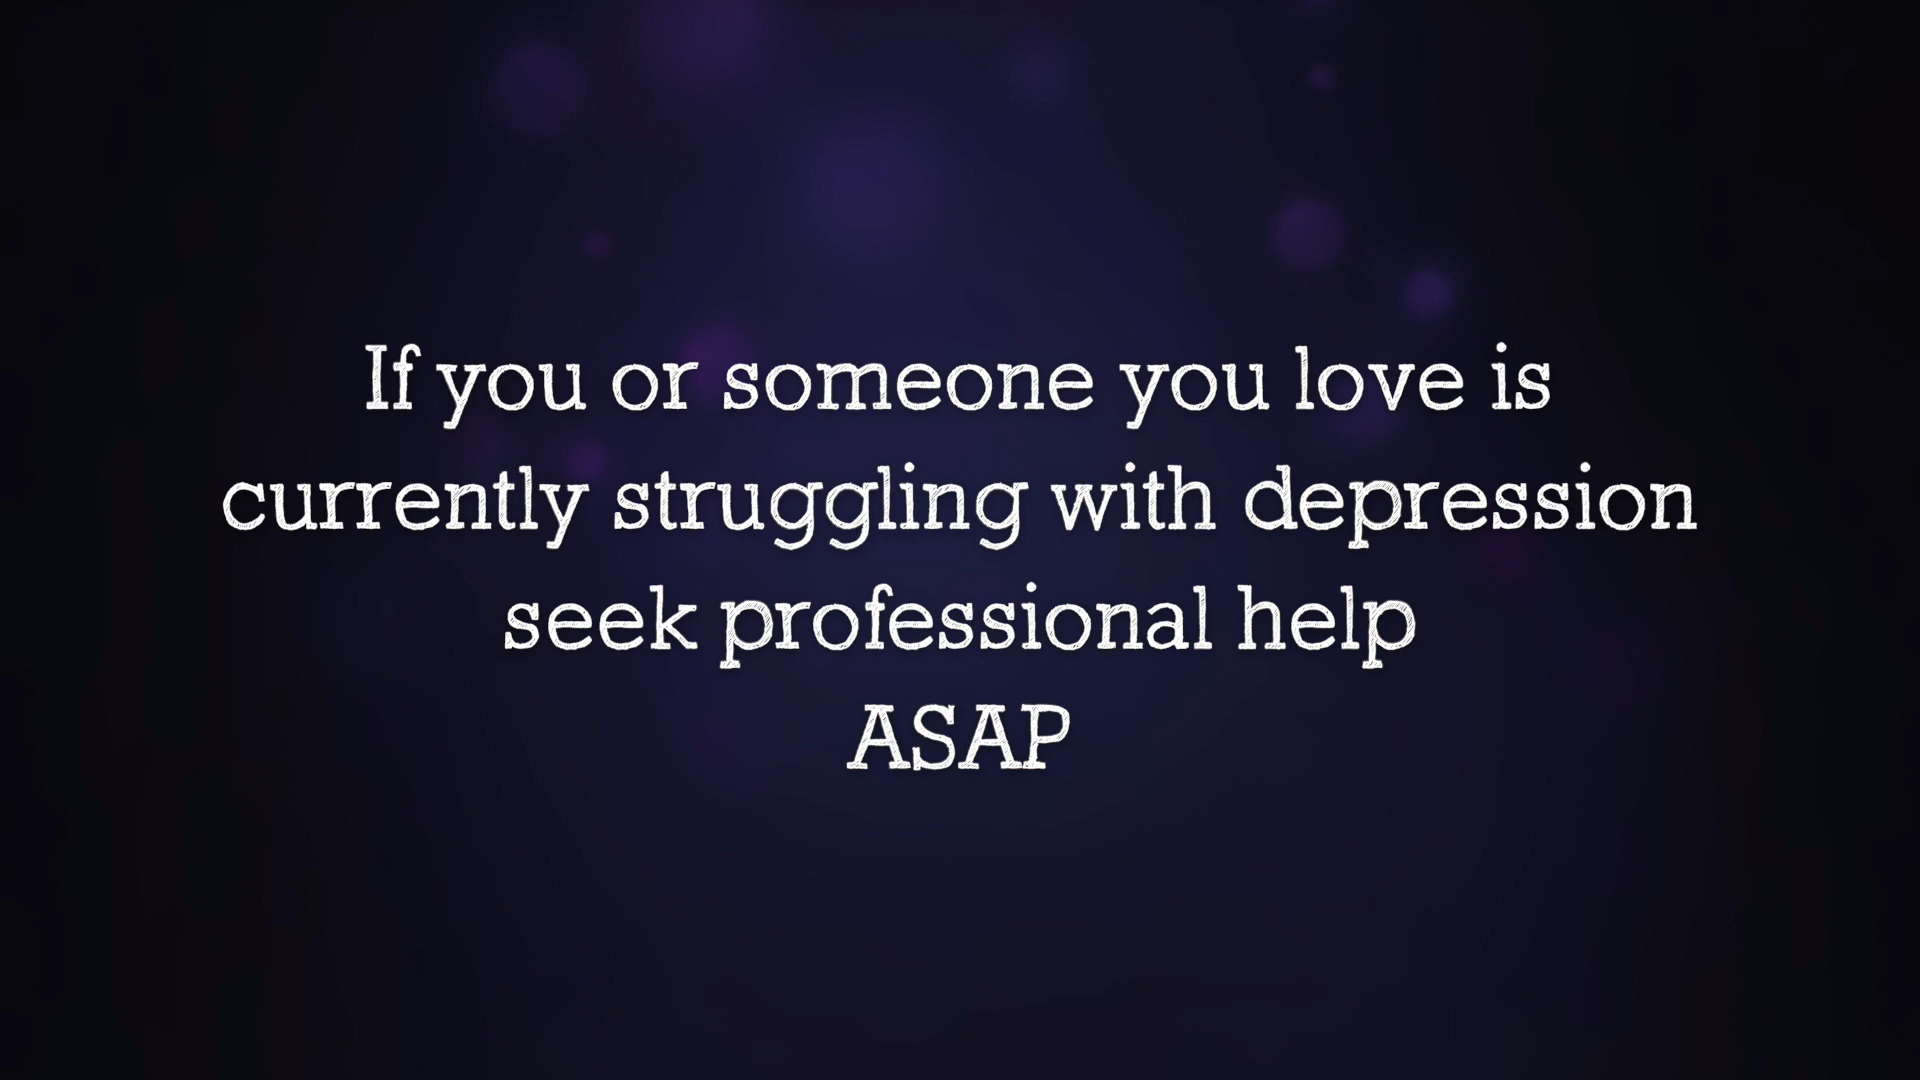 If you or someone you love is
currently struggling with depression
seek professional help
ASAP